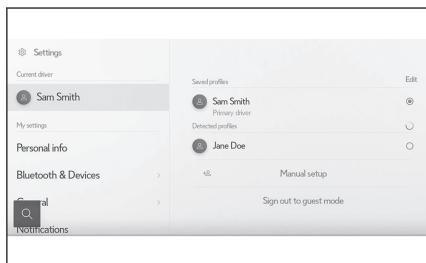 Settings
Current driver
Sam Smith
My settings
Personal info
Bluetooth & Devices
General
Notifications
Saved profiles
Edit
Sam Smith
Primary driver
Detected profiles
Jane Doe
Manual setup
Sign out to guest mode